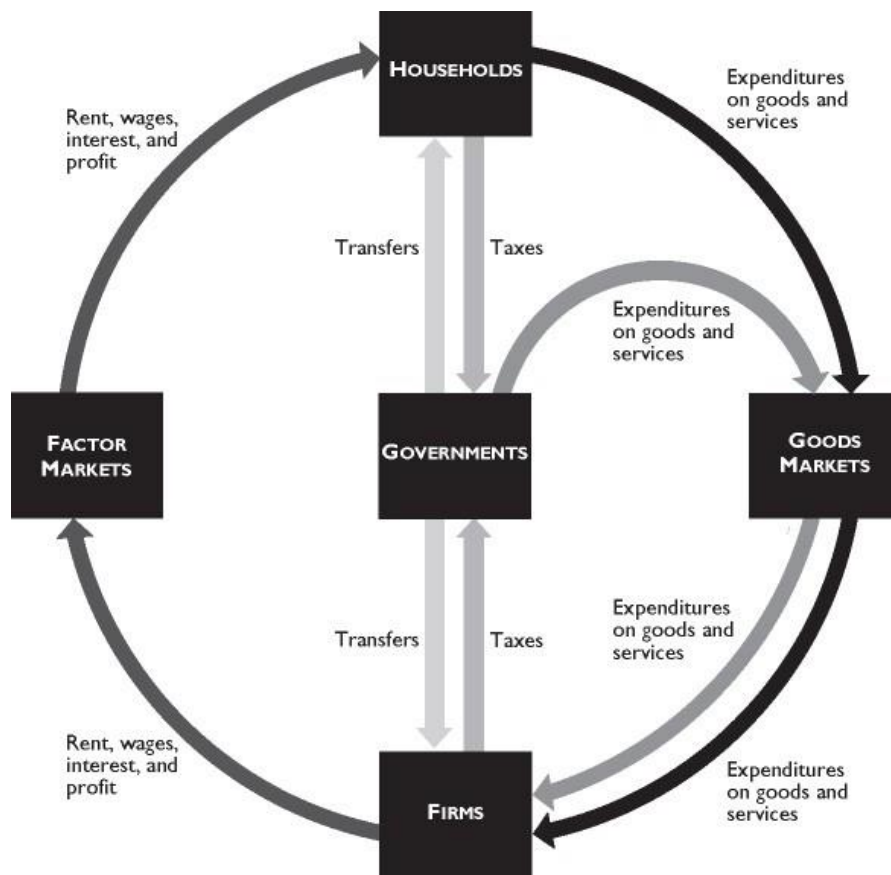 HOUSEHOLDS
Expenditures
on goods and
services
Rent, wages,
interest, and
profit
Transfers
Taxes
Expenditures
on goods and
services
FACTOR
MARKETS
GOVERNMENTS
GOODS
MARKETS
Expenditures
on goods and
services
Transfers
Taxes
Rent, wages,
interest, and
profit
Expenditures
on goods and
services
FIRMS